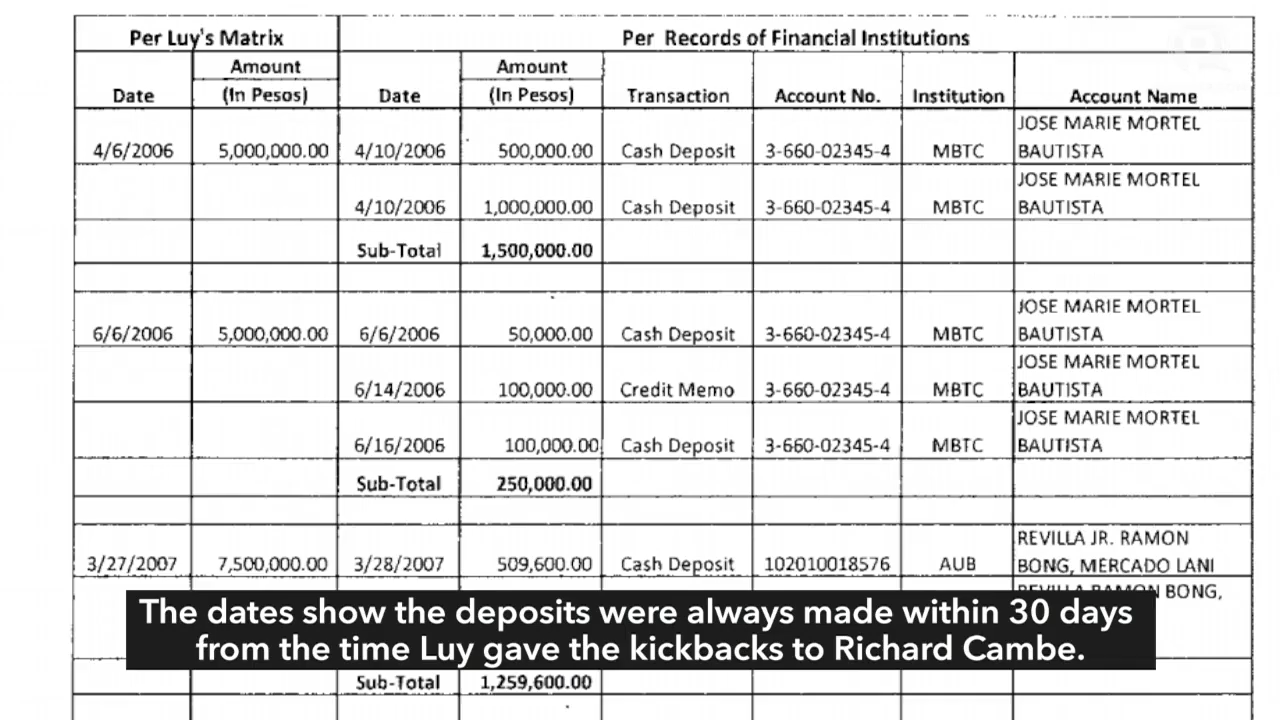 Per Luy's Matrix Per Records of Financial Institutions
Amount Amount
Date (In Pesos) Date (In Pesos) Transaction Account No. Institution Account Name
JOSE MARIE MORTEL
4/6/2006 5,000,000.00 4/10/2006 500,000.00 Cash Deposit 3-660-02345-4 MBTC BAUTISTA
JOSE MARIE MORTEL
4/10/2006 1,000,000.00 Cash Deposit 3-660-02345-4 MBTC BAUTISTA
Sub-Total 1,500,000.00
JOSE MARIE MORTEL
6/6/2006 5,000,000.00 6/6/2006 50,000.00 Cash Deposit 3-660-02345-4 MBTC BAUTISTA
JOSE MARIE MORTEL
6/14/2006 100,000.00 Credit Memo 3-660-02345-4 MBTC BAUTISTA
JOSE MARIE MORTEL
6/16/2006 100,000.00 Cash Deposit 3-660-02345-4 MBTC BAUTISTA
Sub-Total 250,000.00
REVILLA JR. RAMON
3/27/2007 7,500,000.00 3/28/2007 509,600.00 Cash Deposit 102010018576 AUB BONG, MERCADO LANI
REVILLA RAMON BONG,
The dates show the deposits were always made within 30 days
from the time Luy gave the kickbacks to Richard Cambe.
Sub-Total 1,259,600.00